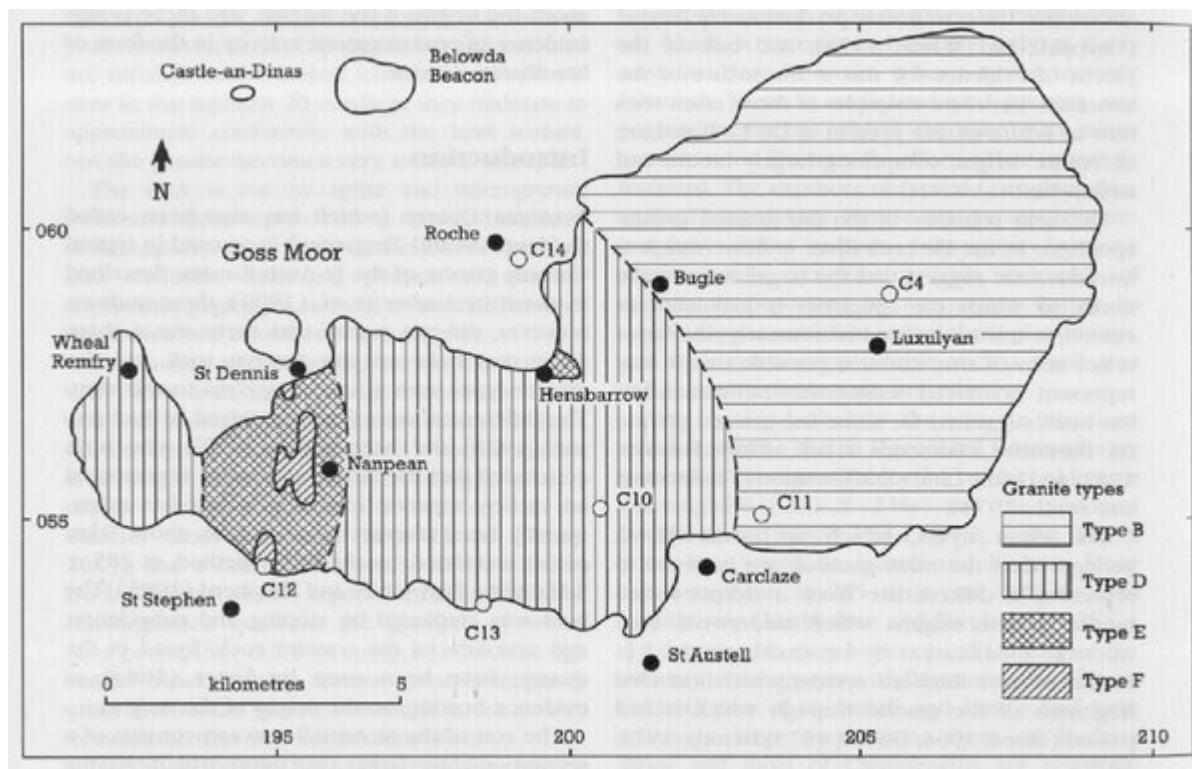 Castle-an-Dinas
Belowda
Beacon
N
060
Roche
C14
Goss Moor
Bugle
C4
Wheal
Remfry
Luxulyan
St Dennis
Hensbarrow
Nanpean
Granite types
C10
C11
055
Type B
Carclaze
Type D
C12
St Stephen
C13
Type E
St Austell
0
kilometres
5
Type F
195
200
205
210